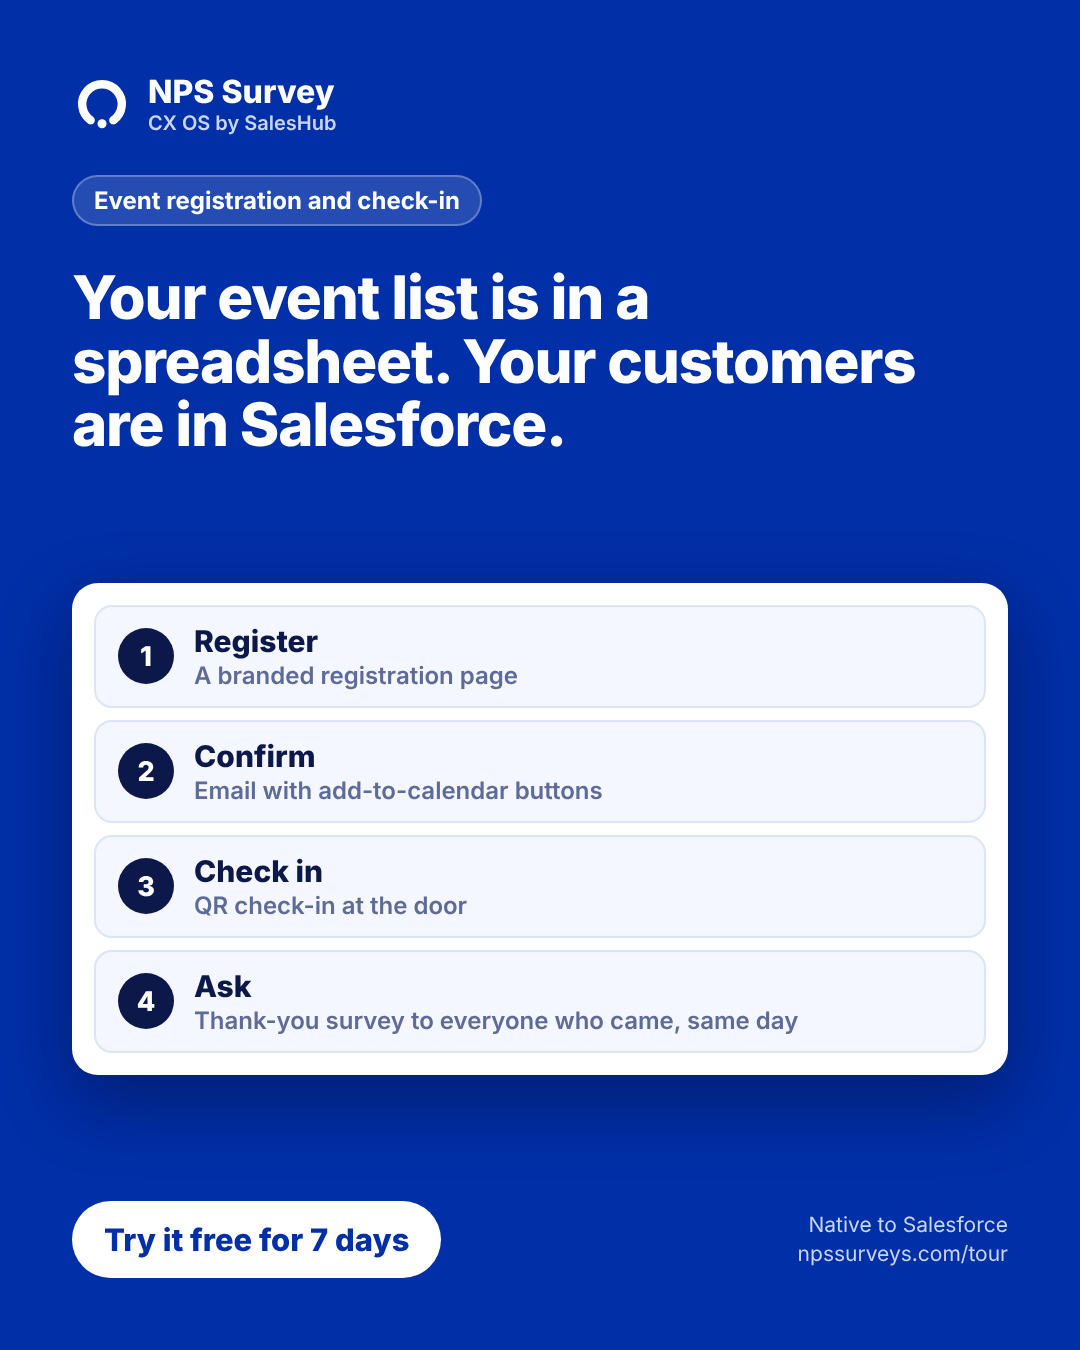 NPS Survey
CX OS by SalesHub
Event registration and check-in
Your event list is in a
spreadsheet. Your customers
are in Salesforce.
1
Register
A branded registration page
2
Confirm
Email with add-to-calendar buttons
3
Check in
QR check-in at the door
4
Ask
Thank-you survey to everyone who came, same day
Try it free for 7 days
Native to Salesforce
npssurveys.com/tour